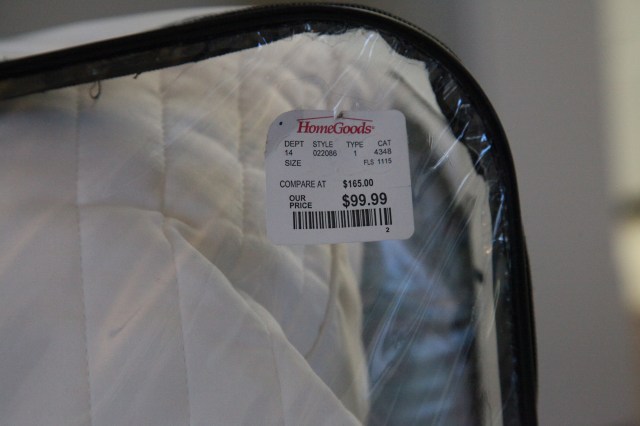 HomeGoods®
DEPT STYLE TYPE CAT
14 022086 1 4348
SIZE FLS 1115
COMPARE AT $165.00
OUR PRICE $99.99
2